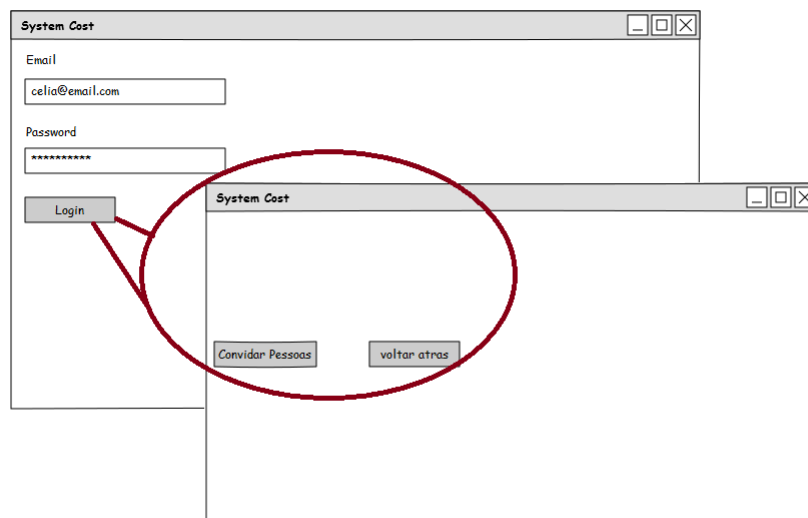 System Cost
Email
celia@email.com
Password
**********
Login
System Cost
Convidar Pessoas
voltar atras